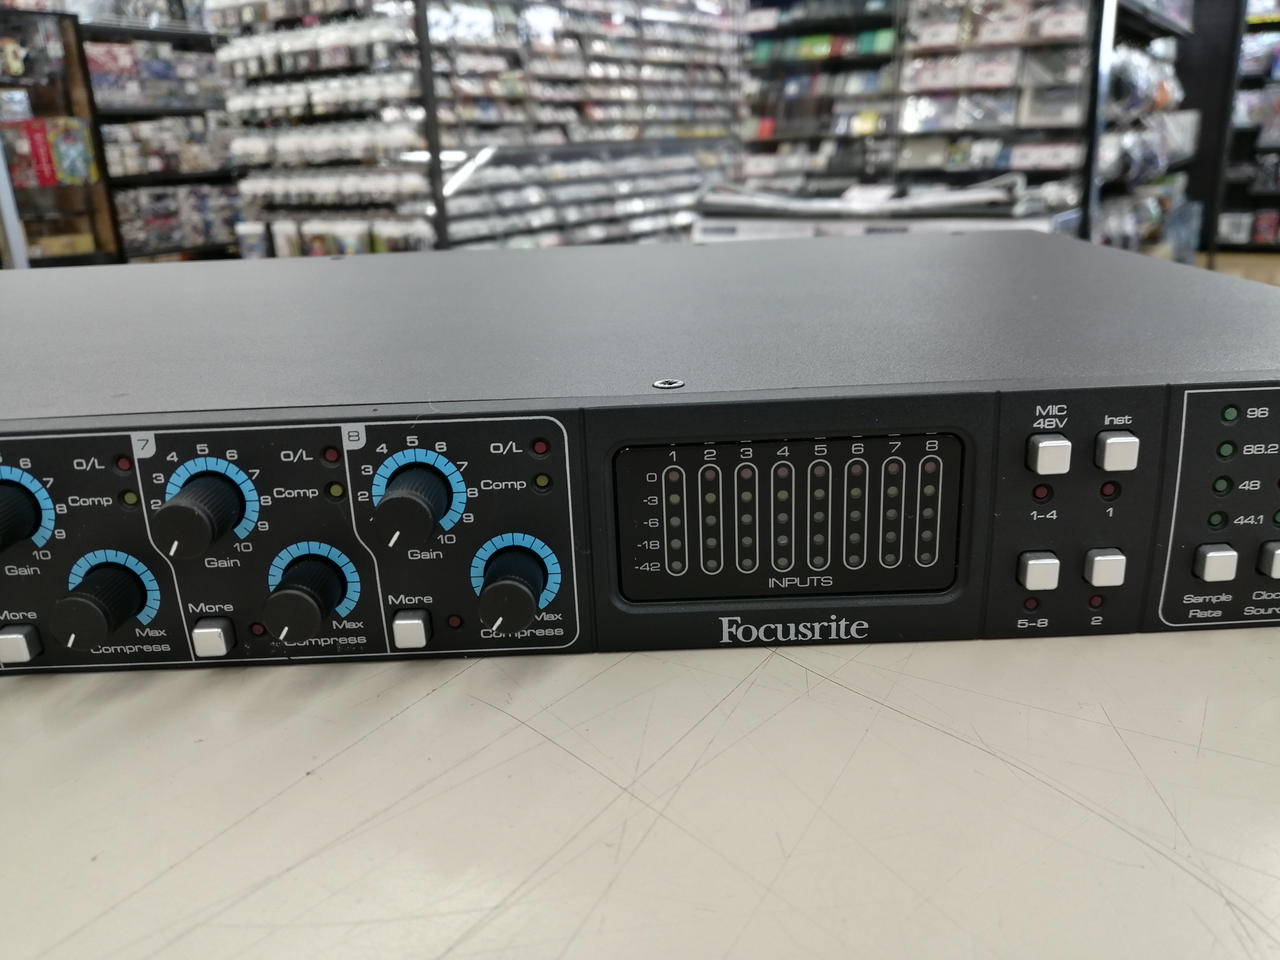 6
7
8
9
10
Gain
O/L
Comp
More
Max
Compress
7
2
3
4
5
6
7
8
9
10
Gain
O/L
Comp
More
Max
Compress
8
2
3
4
5
6
7
8
9
10
Gain
O/L
Comp
More
Max
Compress
1 2 3 4 5 6 7 8
0
-3
-6
-18
-42
INPUTS
Focusrite
MIC
48V
Inst
1-4
1
5-8
2
96
88.2
48
44.1
Sample
Rate